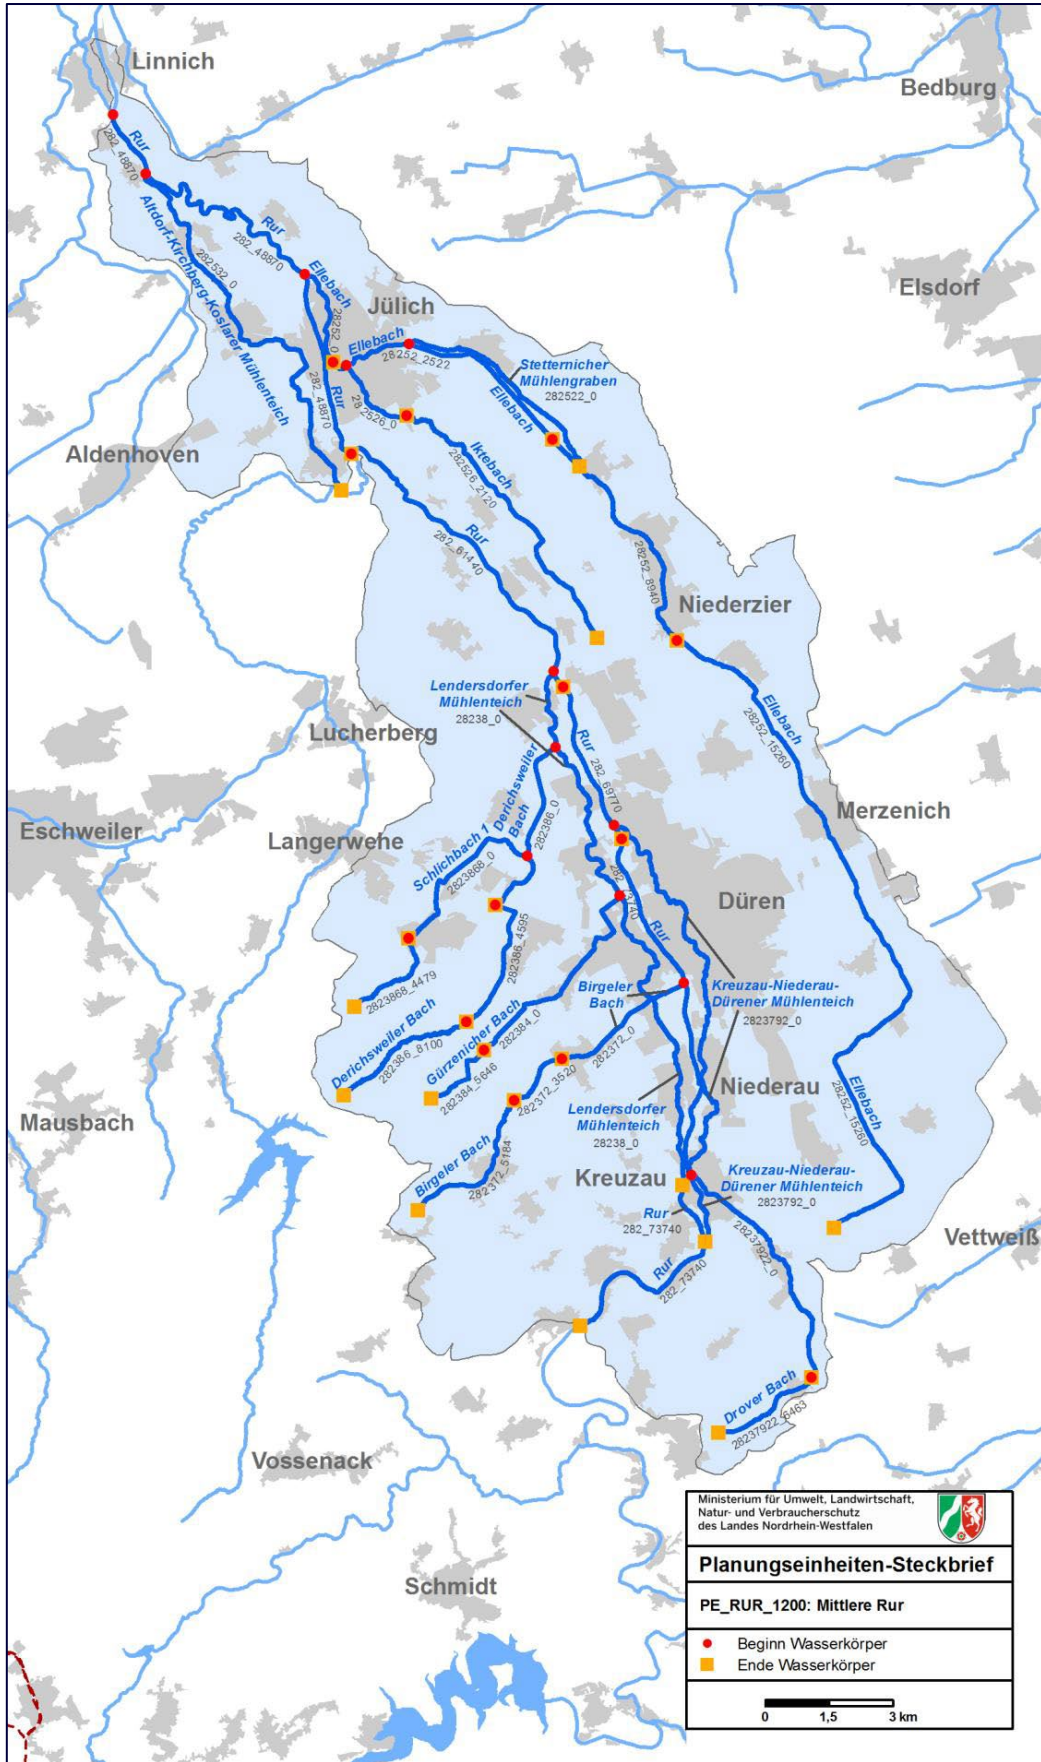 Linnich
Bedburg
Rur
282_48870
Altdorf-Kirchberg-Koslarer Mühlenteich
282532_0
Rur
282_48870
Ellebach
28252_0
Jülich
Elsdorf
Ellebach
28252_2522
Stetternicher
Mühlengraben
282522_0
Rur
282_48870
282526_0
Ellebach
Aldenhoven
Iktebach
282526_2120
Rur
282_61440
28252_8940
Niederzier
Lendersdorfer
Mühlenteich
28238_0
Ellebach
28252_15260
Lucherberg
Rur
282_69770
Merzenich
Eschweiler
Langerwehe
Derichsweiler
Bach
282386_0
Schlichbach 1
2823868_0
Düren
282_73740
Rur
282386_4595
2823868_4479
Birgeler
Bach
Kreuzau-Niederau-
Dürener Mühlenteich
2823792_0
Derichsweiler Bach
282386_8100
Gürzenicher Bach
282384_0
282384_5646
282372_0
282372_3520
Niederau
Lendersdorfer
Mühlenteich
28238_0
Ellebach
28252_15260
Mausbach
Birgeler Bach
282372_5184
Kreuzau
Kreuzau-Niederau-
Dürener Mühlenteich
2823792_0
Rur
282_73740
Vettweiß
28237922_0
Rur
282_73740
Drover Bach
28237922_6463
Vossenack
Schmidt
Ministerium für Umwelt, Landwirtschaft,
Natur- und Verbraucherschutz
des Landes Nordrhein-Westfalen
Planungseinheiten-Steckbrief
PE_RUR_1200: Mittlere Rur
Beginn Wasserkörper
Ende Wasserkörper
0 1,5 3 km